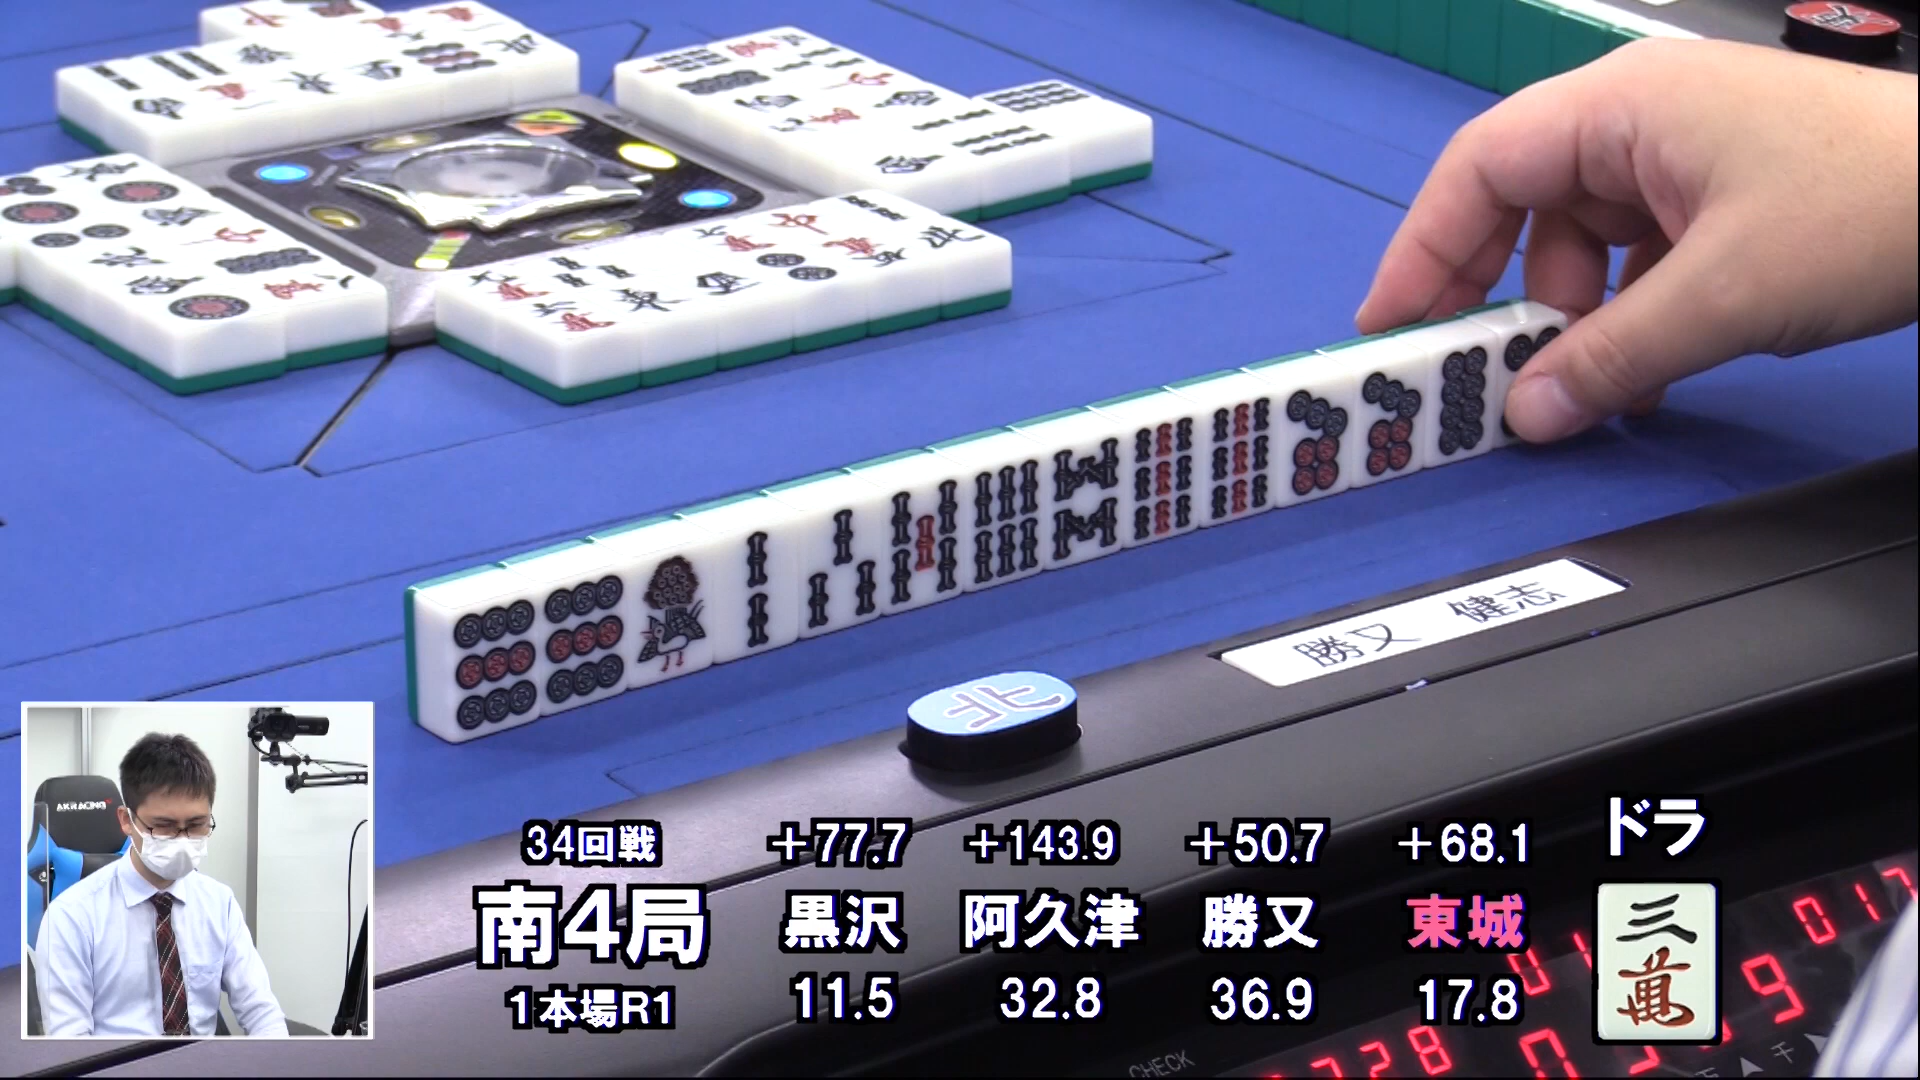 勝又 健志
北
AKRACING
34回戦
南4局
1本場R1
+77.7
黒沢
11.5
+143.9
阿久津
32.8
+50.7
勝又
36.9
+68.1
東城
17.8
ドラ
三萬
CHECK